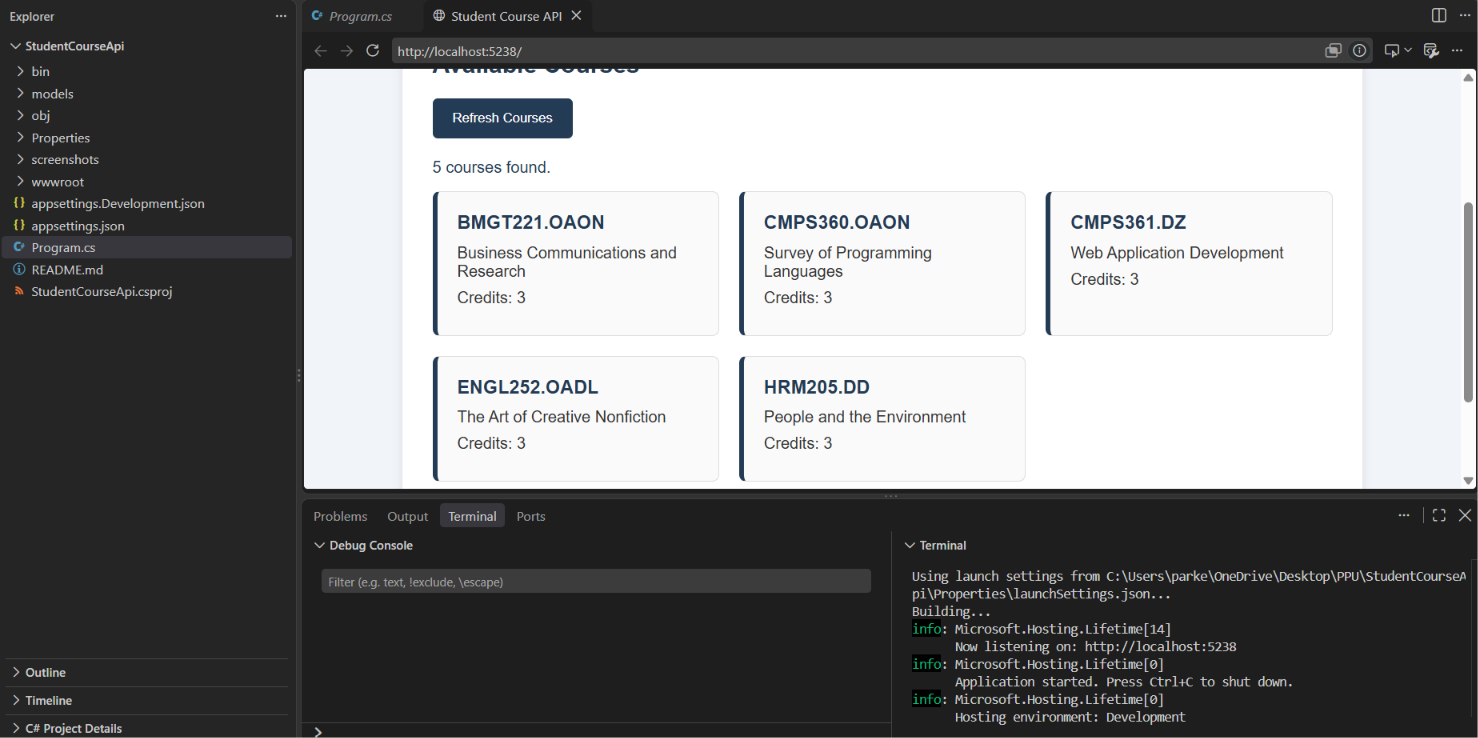 Explorer
StudentCourseApi
bin
models
obj
Properties
screenshots
wwwroot
appsettings.Development.json
appsettings.json
Program.cs
README.md
StudentCourseApi.csproj
Outline
Timeline
C# Project Details
Program.cs
Student Course API
http://localhost:5238/
Available Courses
Refresh Courses
5 courses found.
BMGT221.OAON
Business Communications and
Research
Credits: 3
CMPS360.OAON
Survey of Programming
Languages
Credits: 3
CMPS361.DZ
Web Application Development
Credits: 3
ENGL252.OADL
The Art of Creative Nonfiction
Credits: 3
HRM205.DD
People and the Environment
Credits: 3
Problems Output Terminal Ports
Debug Console
Filter (e.g. text, !exclude, \escape)
Terminal
Using launch settings from C:\Users\parke\OneDrive\Desktop\PPU\StudentCourseA
pi\Properties\launchSettings.json...
Building...
info: Microsoft.Hosting.Lifetime[14]
Now listening on: http://localhost:5238
info: Microsoft.Hosting.Lifetime[0]
Application started. Press Ctrl+C to shut down.
info: Microsoft.Hosting.Lifetime[0]
Hosting environment: Development